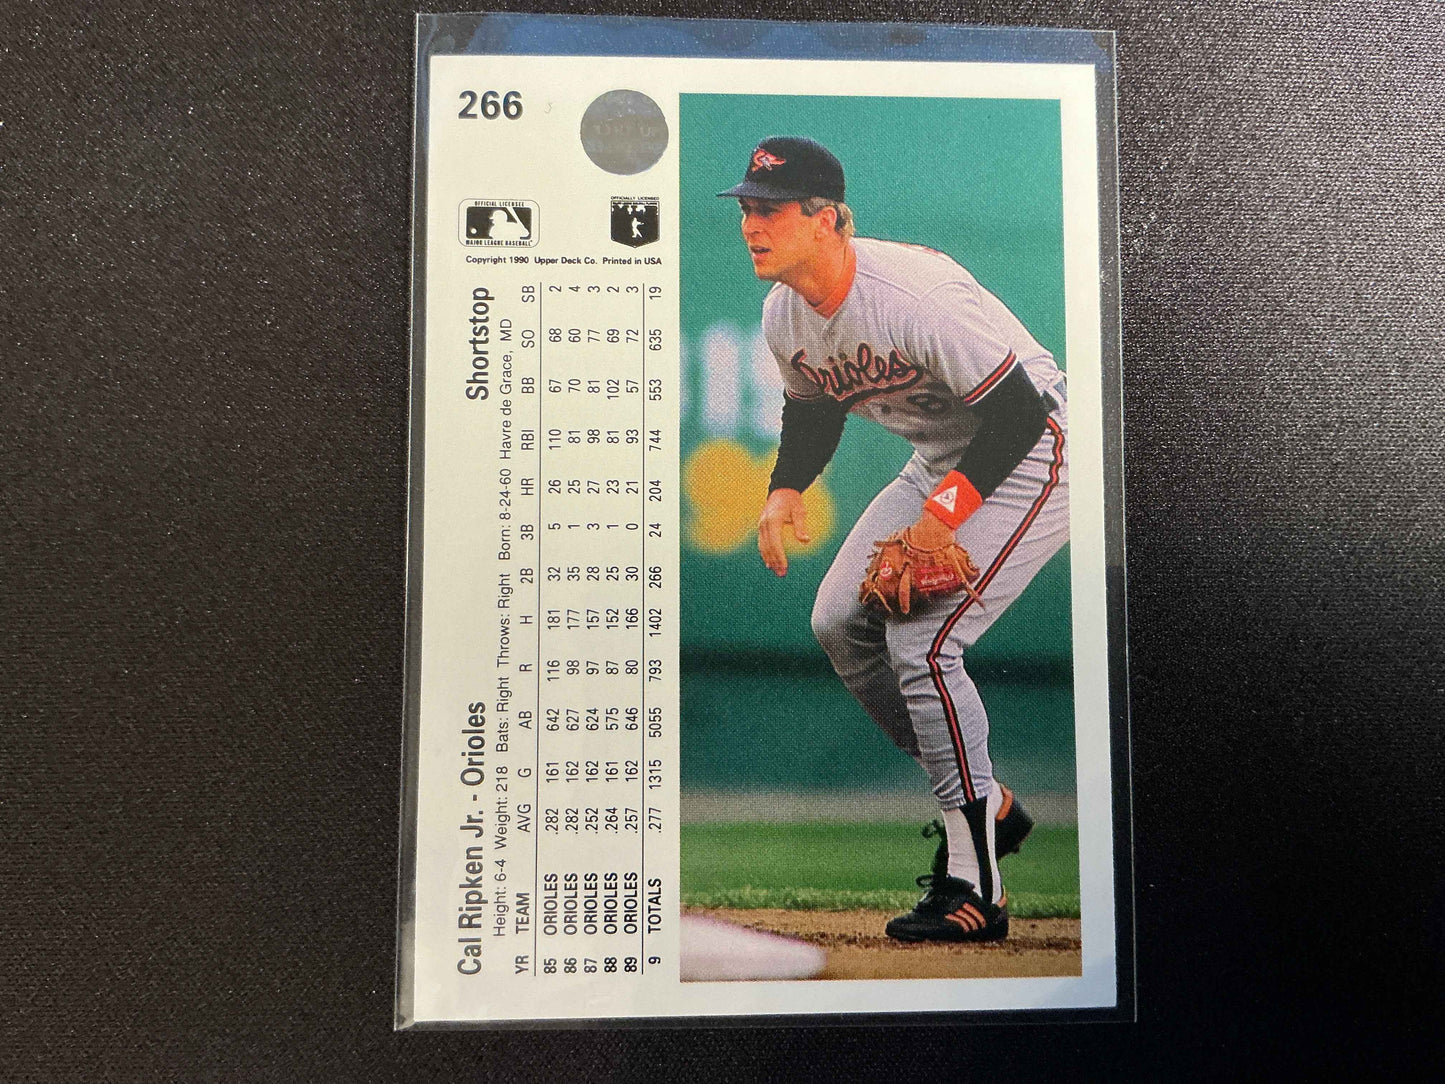 266
OFFICIAL LICENSEE
MAJOR LEAGUE BASEBALL
OFFICIALLY LICENSED
Copyright 1990 Upper Deck Co. Printed in USA
Cal Ripken Jr. - Orioles Shortstop
Height: 6-4 Weight: 218 Bats: Right Throws: Right Born: 8-24-60 Havre de Grace, MD
YR TEAM AVG G AB R H 2B 3B HR RBI BB SO SB
85 ORIOLES .282 161 642 116 181 32 5 26 110 67 68 2
86 ORIOLES .282 162 627 98 177 35 1 25 81 70 60 4
87 ORIOLES .252 162 624 97 157 28 3 27 98 81 77 3
88 ORIOLES .264 161 575 87 152 25 1 23 81 102 69 2
89 ORIOLES .257 162 646 80 166 30 0 21 93 57 72 3
9 TOTALS .277 1315 5055 793 1402 266 24 204 744 553 635 19
Orioles
8